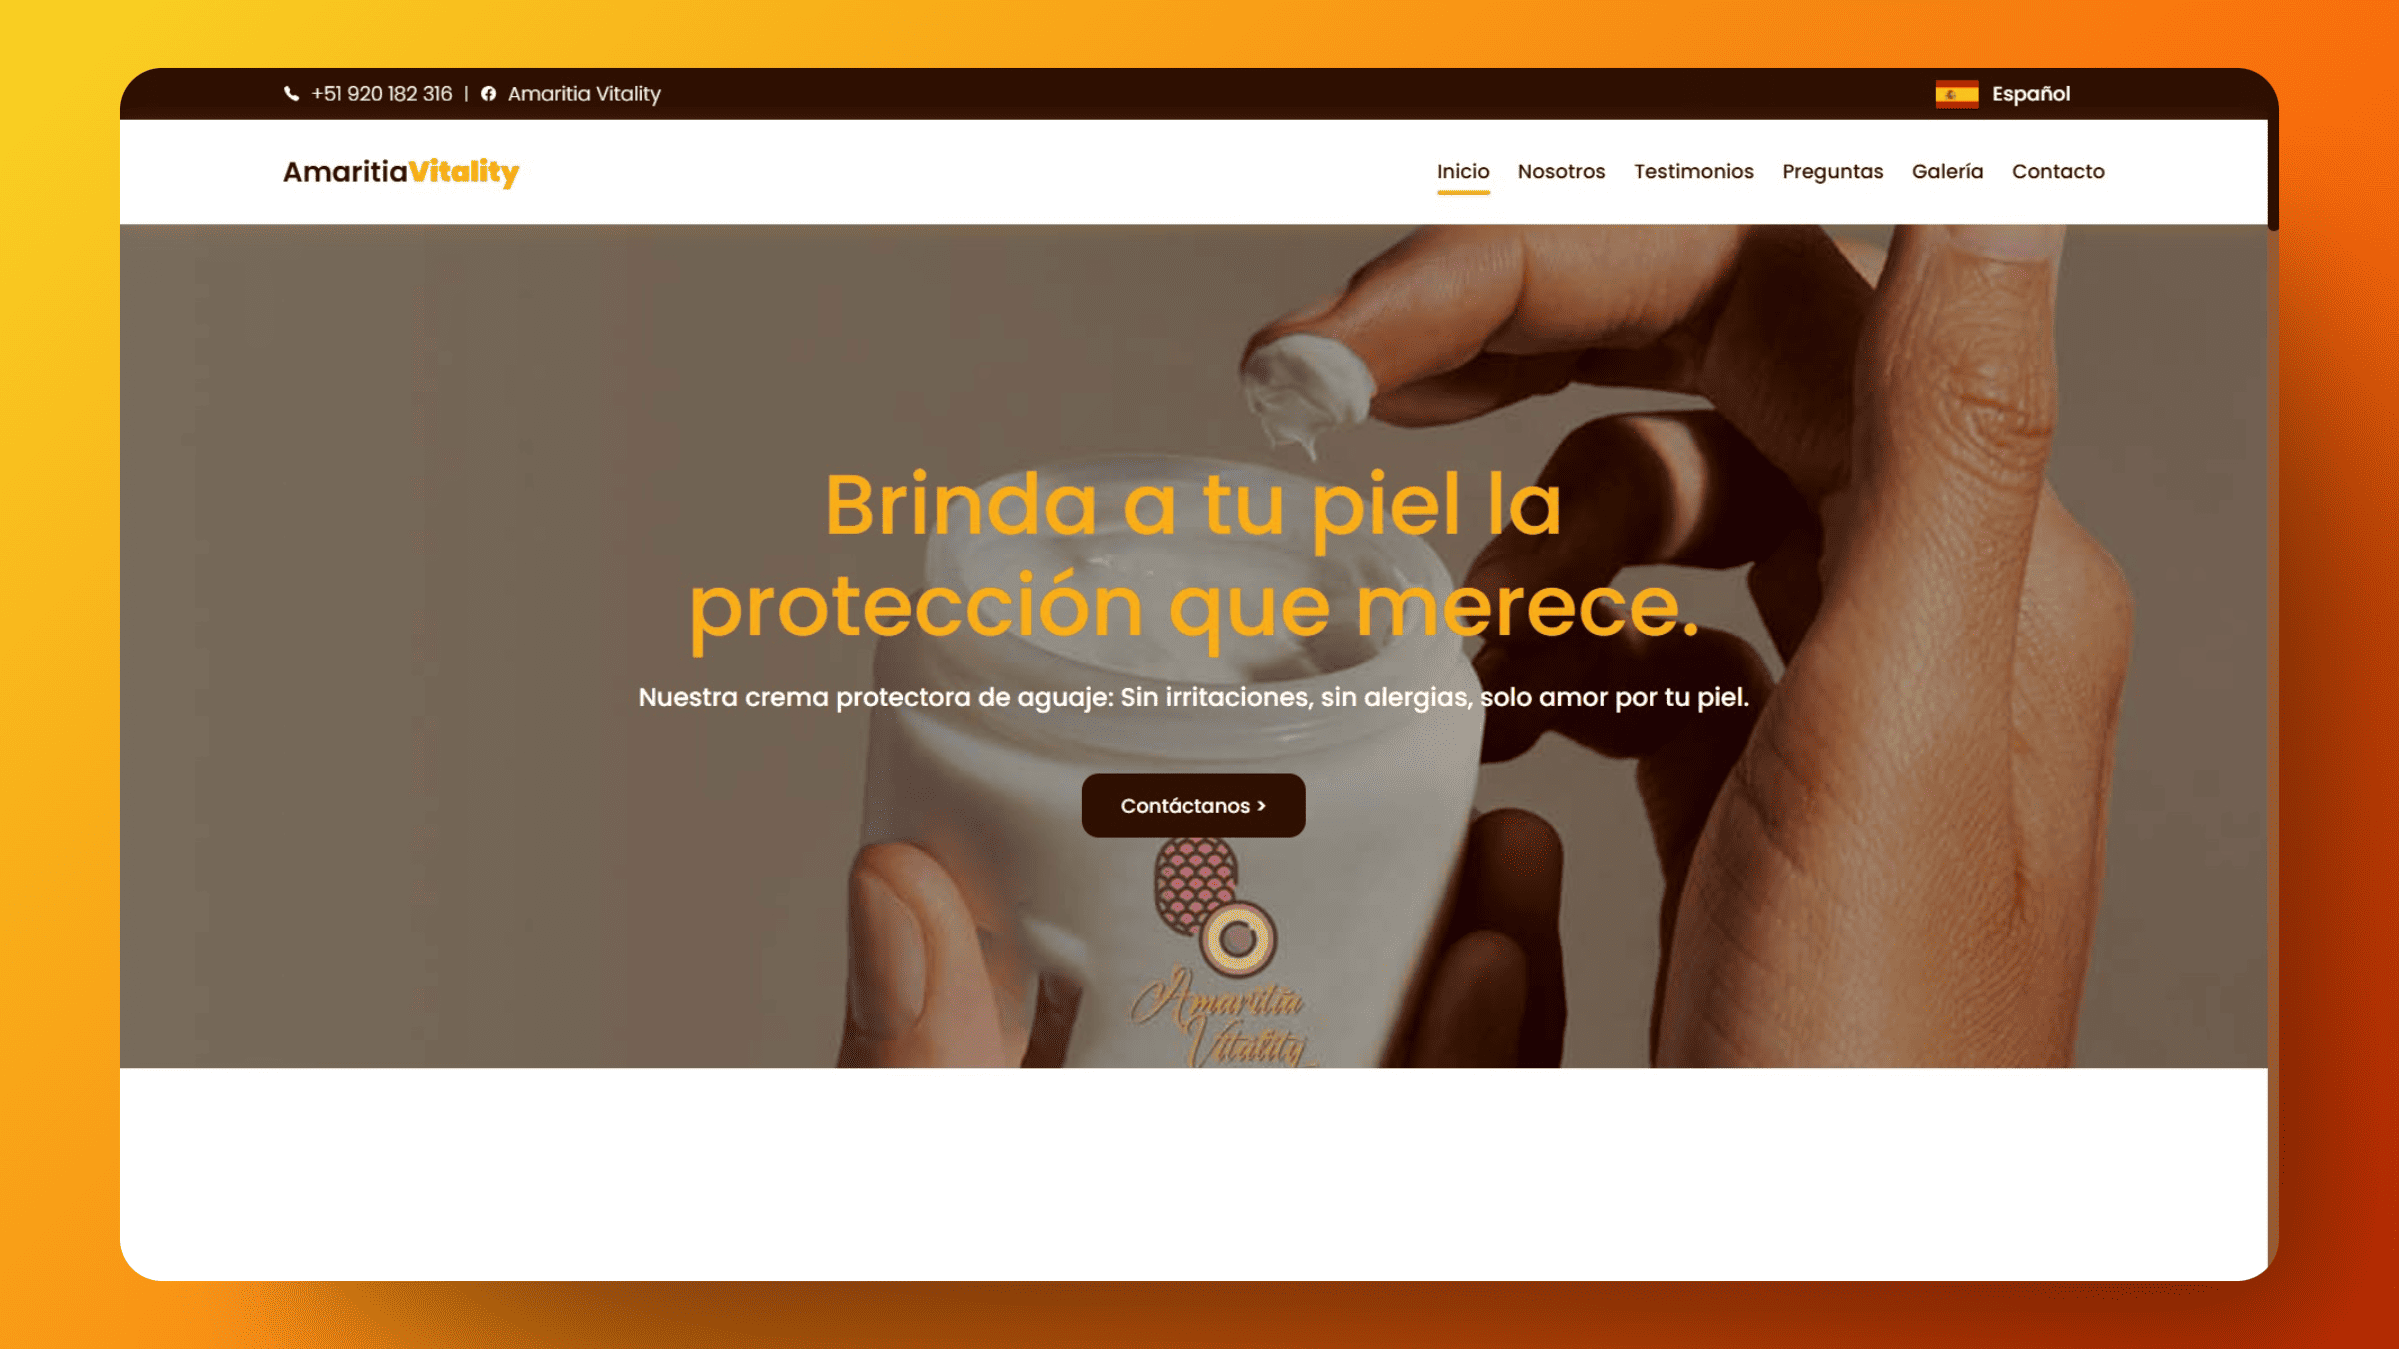 +51 920 182 316 | Amaritia Vitality
Español
AmaritiaVitality
Inicio Nosotros Testimonios Preguntas Galería Contacto
Brinda a tu piel la
protección que merece.
Nuestra crema protectora de aguaje: Sin irritaciones, sin alergias, solo amor por tu piel.
Contáctanos >
Amaritia
Vitality